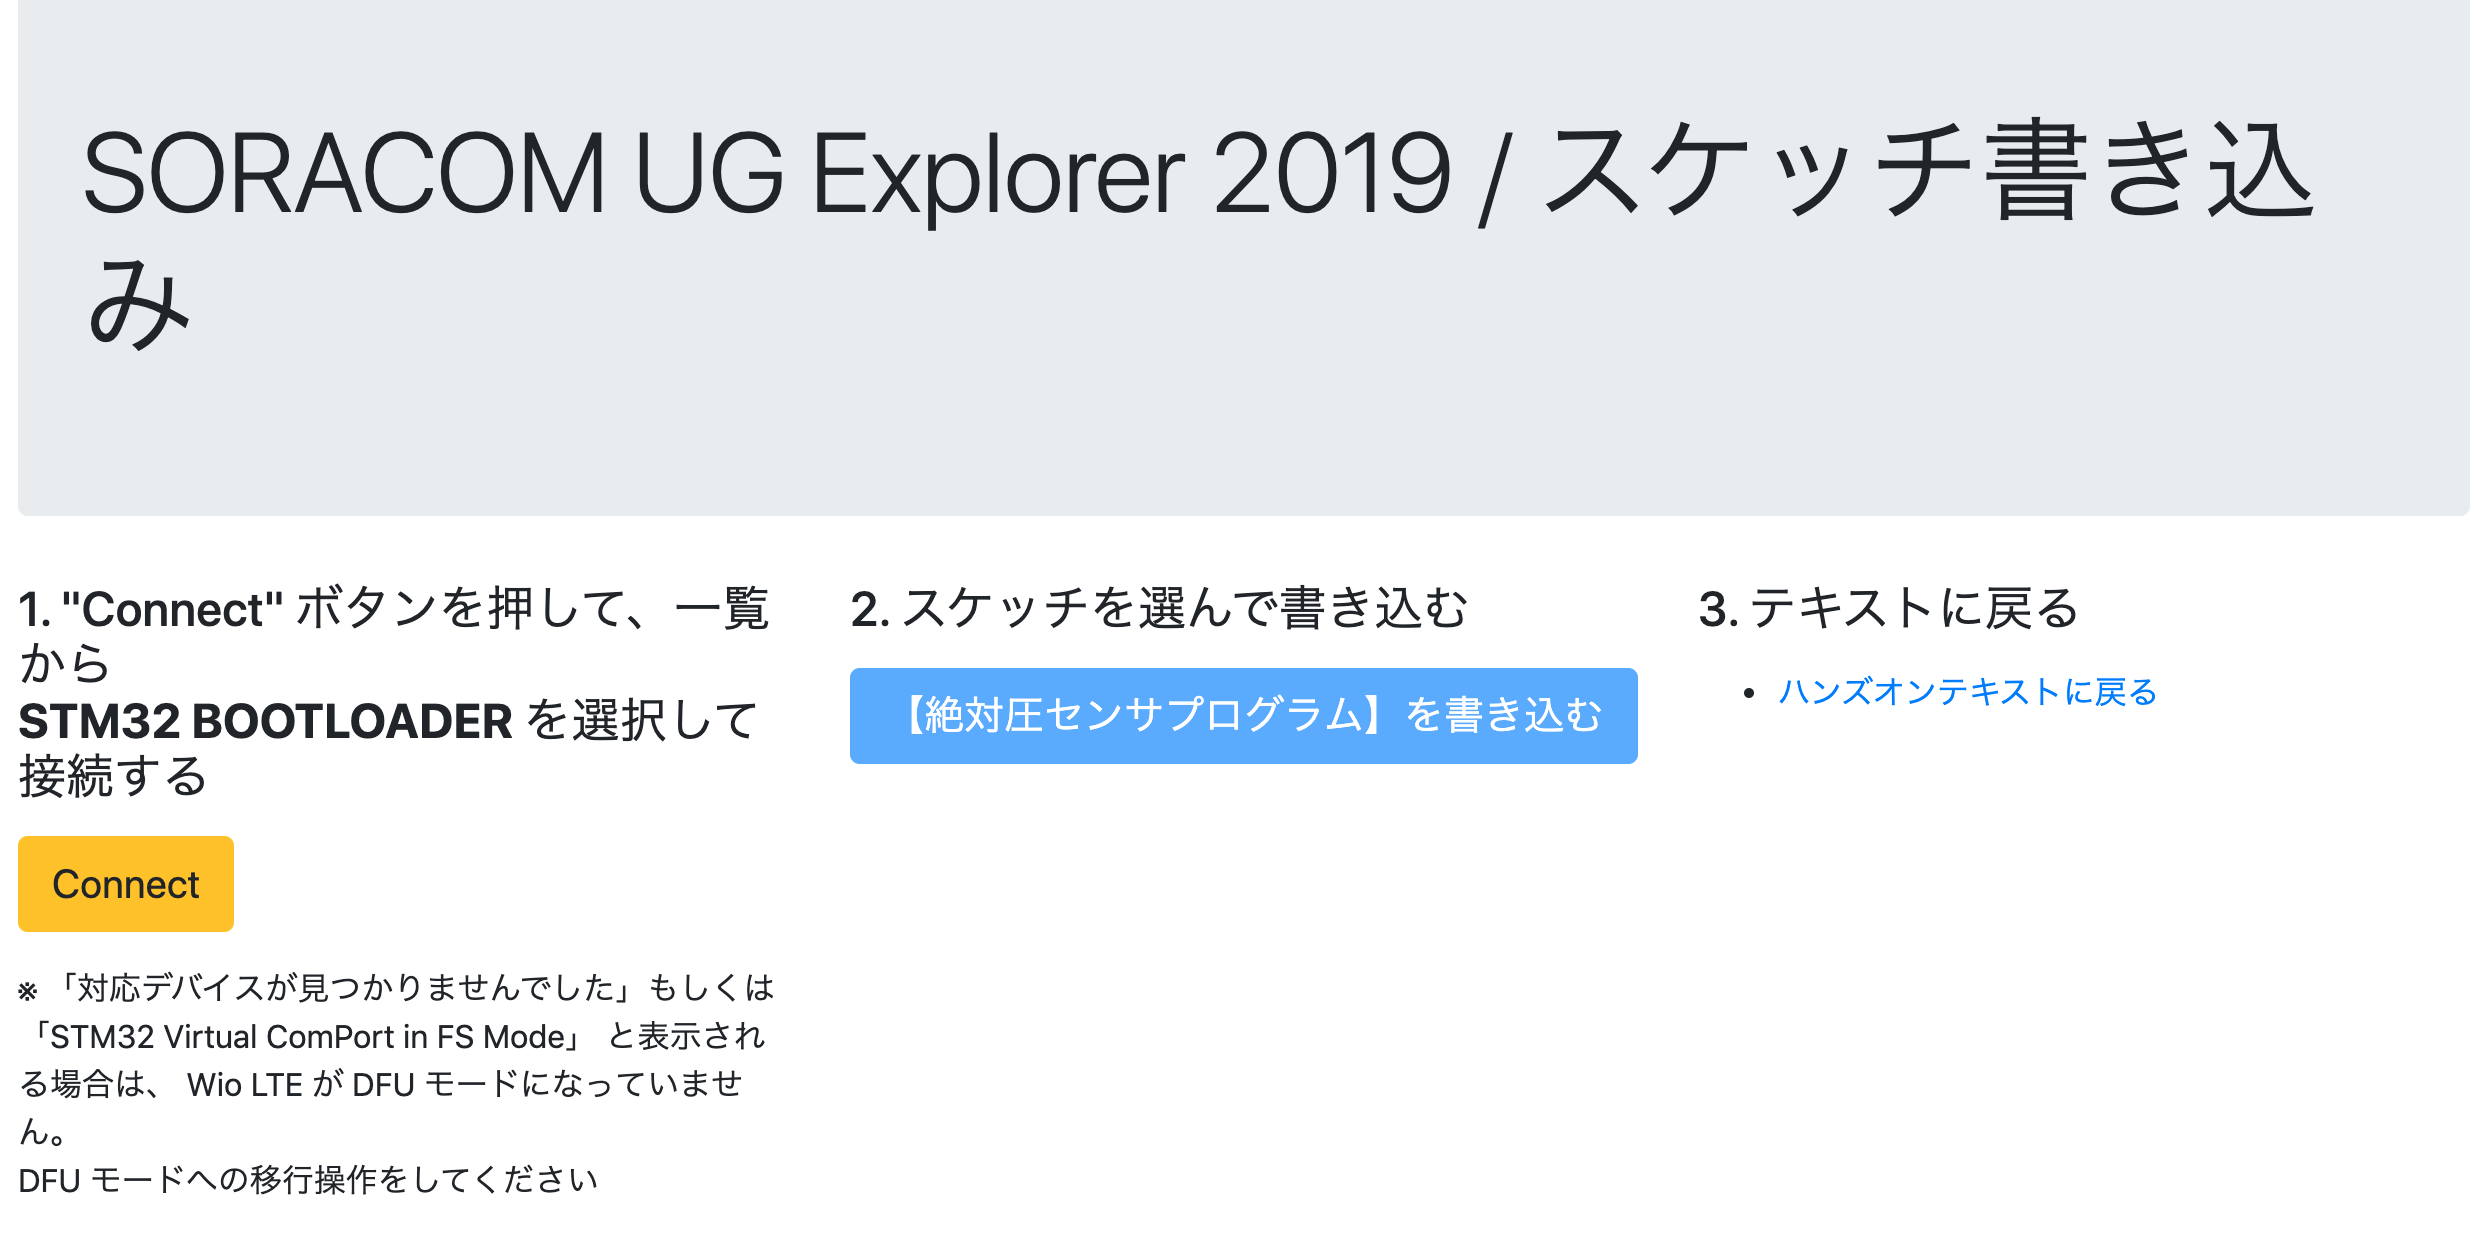 SORACOM UG Explorer 2019 / スケッチ書き込
み
1. "Connect" ボタンを押して、一覧
から
STM32 BOOTLOADER を選択して
接続する
Connect
※ 「対応デバイスが見つかりませんでした」もしくは
「STM32 Virtual ComPort in FS Mode」 と表示され
る場合は、 Wio LTE が DFU モードになっていませ
ん。
DFU モードへの移行操作をしてください
2. スケッチを選んで書き込む
【絶対圧センサプログラム】を書き込む
3. テキストに戻る
• ハンズオンテキストに戻る